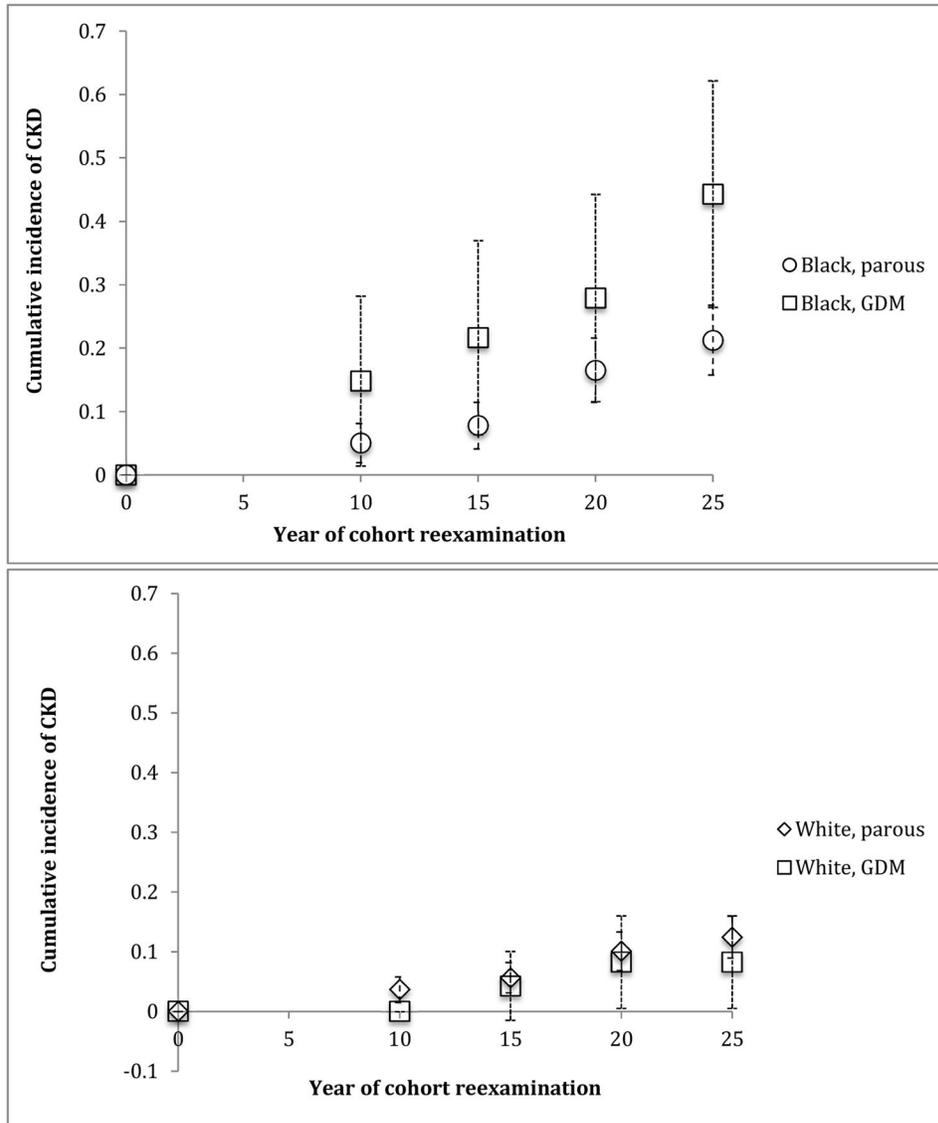 0.7
0.6
0.5
0.4
0.3
0.2
0.1
0
Cumulative incidence of CKD
0 5 10 15 20 25
Year of cohort reexamination
Black, parous
Black, GDM
0.7
0.6
0.5
0.4
0.3
0.2
0.1
0
-0.1
Cumulative incidence of CKD
0 5 10 15 20 25
Year of cohort reexamination
White, parous
White, GDM